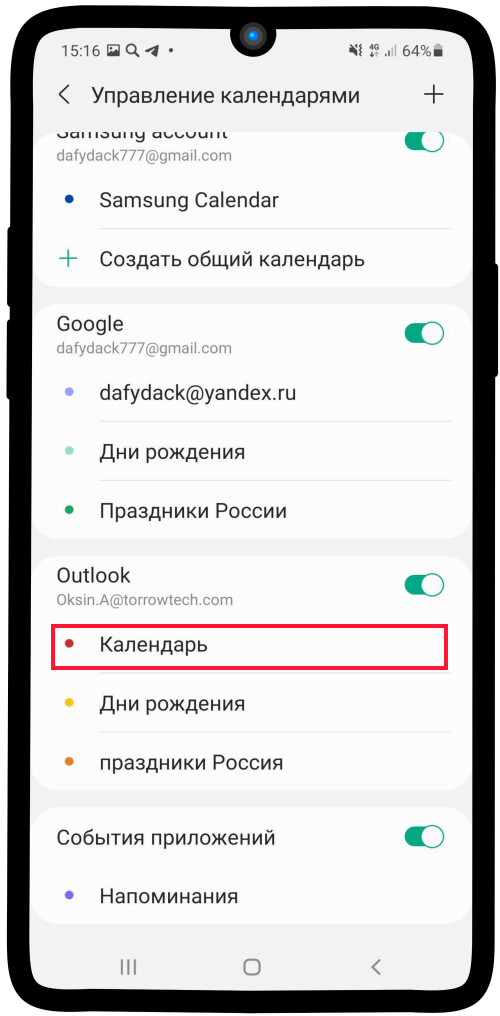 15:16
4G
64%
Управление календарями
Samsung account
dafydack777@gmail.com
Samsung Calendar
Создать общий календарь
Google
dafydack777@gmail.com
dafydack@yandex.ru
Дни рождения
Праздники России
Outlook
Oksin.A@torrowtech.com
Календарь
Дни рождения
праздники Россия
События приложений
Напоминания